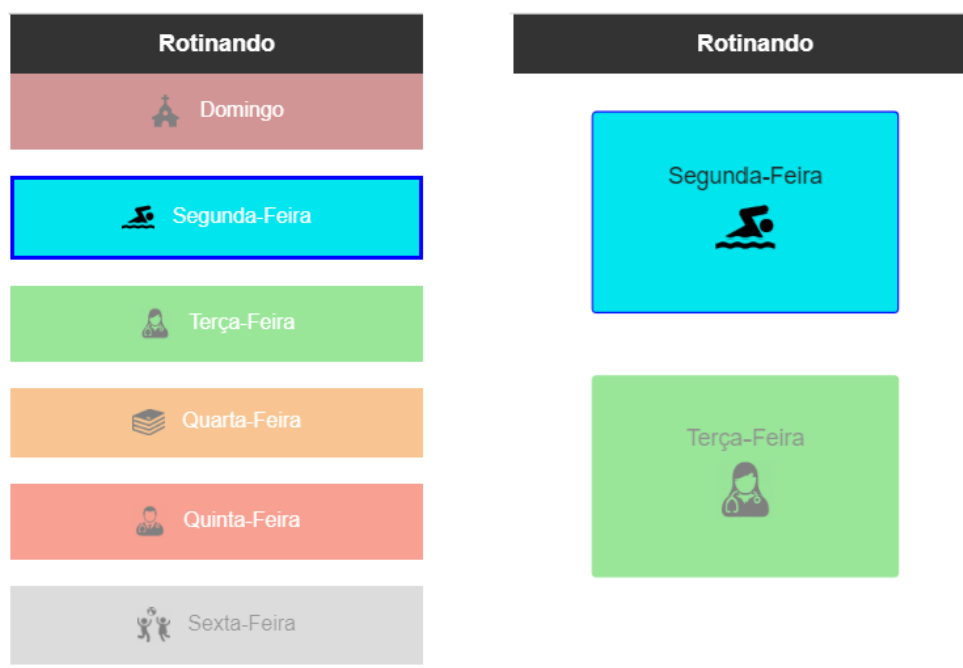 Rotinando
Domingo
Segunda-Feira
Terça-Feira
Quarta-Feira
Quinta-Feira
Sexta-Feira
Rotinando
Segunda-Feira
Terça-Feira